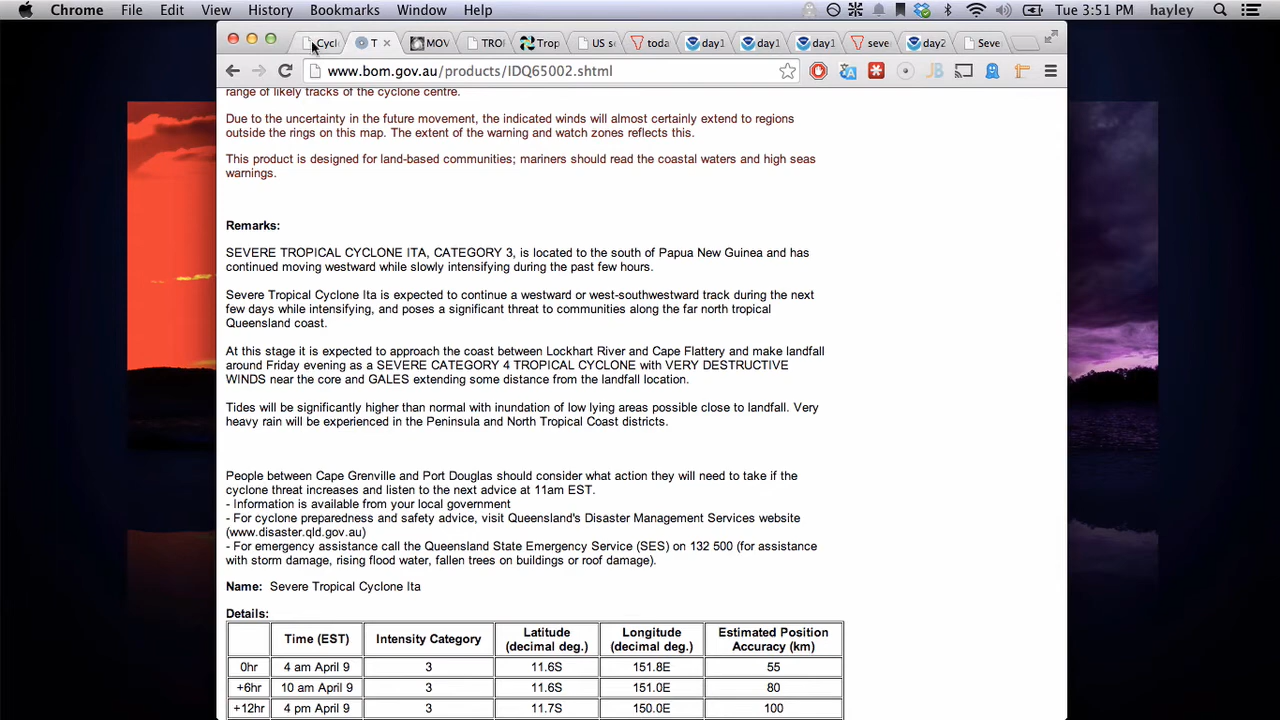 Chrome File Edit View History Bookmarks Window Help Tue 3:51 PM hayley
Cycl T MOV TRO Trop US s toda day1 day1 day1 seve day2 Seve
www.bom.gov.au/products/IDQ65002.shtml JB
range of likely tracks of the cyclone centre.
Due to the uncertainty in the future movement, the indicated winds will almost certainly extend to regions
outside the rings on this map. The extent of the warning and watch zones reflects this.
This product is designed for land-based communities; mariners should read the coastal waters and high seas
warnings.
Remarks:
SEVERE TROPICAL CYCLONE ITA, CATEGORY 3, is located to the south of Papua New Guinea and has
continued moving westward while slowly intensifying during the past few hours.
Severe Tropical Cyclone Ita is expected to continue a westward or west-southwestward track during the next
few days while intensifying, and poses a significant threat to communities along the far north tropical
Queensland coast.
At this stage it is expected to approach the coast between Lockhart River and Cape Flattery and make landfall
around Friday evening as a SEVERE CATEGORY 4 TROPICAL CYCLONE with VERY DESTRUCTIVE
WINDS near the core and GALES extending some distance from the landfall location.
Tides will be significantly higher than normal with inundation of low lying areas possible close to landfall. Very
heavy rain will be experienced in the Peninsula and North Tropical Coast districts.
People between Cape Grenville and Port Douglas should consider what action they will need to take if the
cyclone threat increases and listen to the next advice at 11am EST.
- Information is available from your local government
- For cyclone preparedness and safety advice, visit Queensland's Disaster Management Services website
(www.disaster.qld.gov.au)
- For emergency assistance call the Queensland State Emergency Service (SES) on 132 500 (for assistance
with storm damage, rising flood water, fallen trees on buildings or roof damage).
Name: Severe Tropical Cyclone Ita
Details:
Time (EST) Intensity Category Latitude (decimal deg.) Longitude (decimal deg.) Estimated Position Accuracy (km)
0hr 4 am April 9 3 11.6S 151.8E 55
+6hr 10 am April 9 3 11.6S 151.0E 80
+12hr 4 pm April 9 3 11.7S 150.0E 100